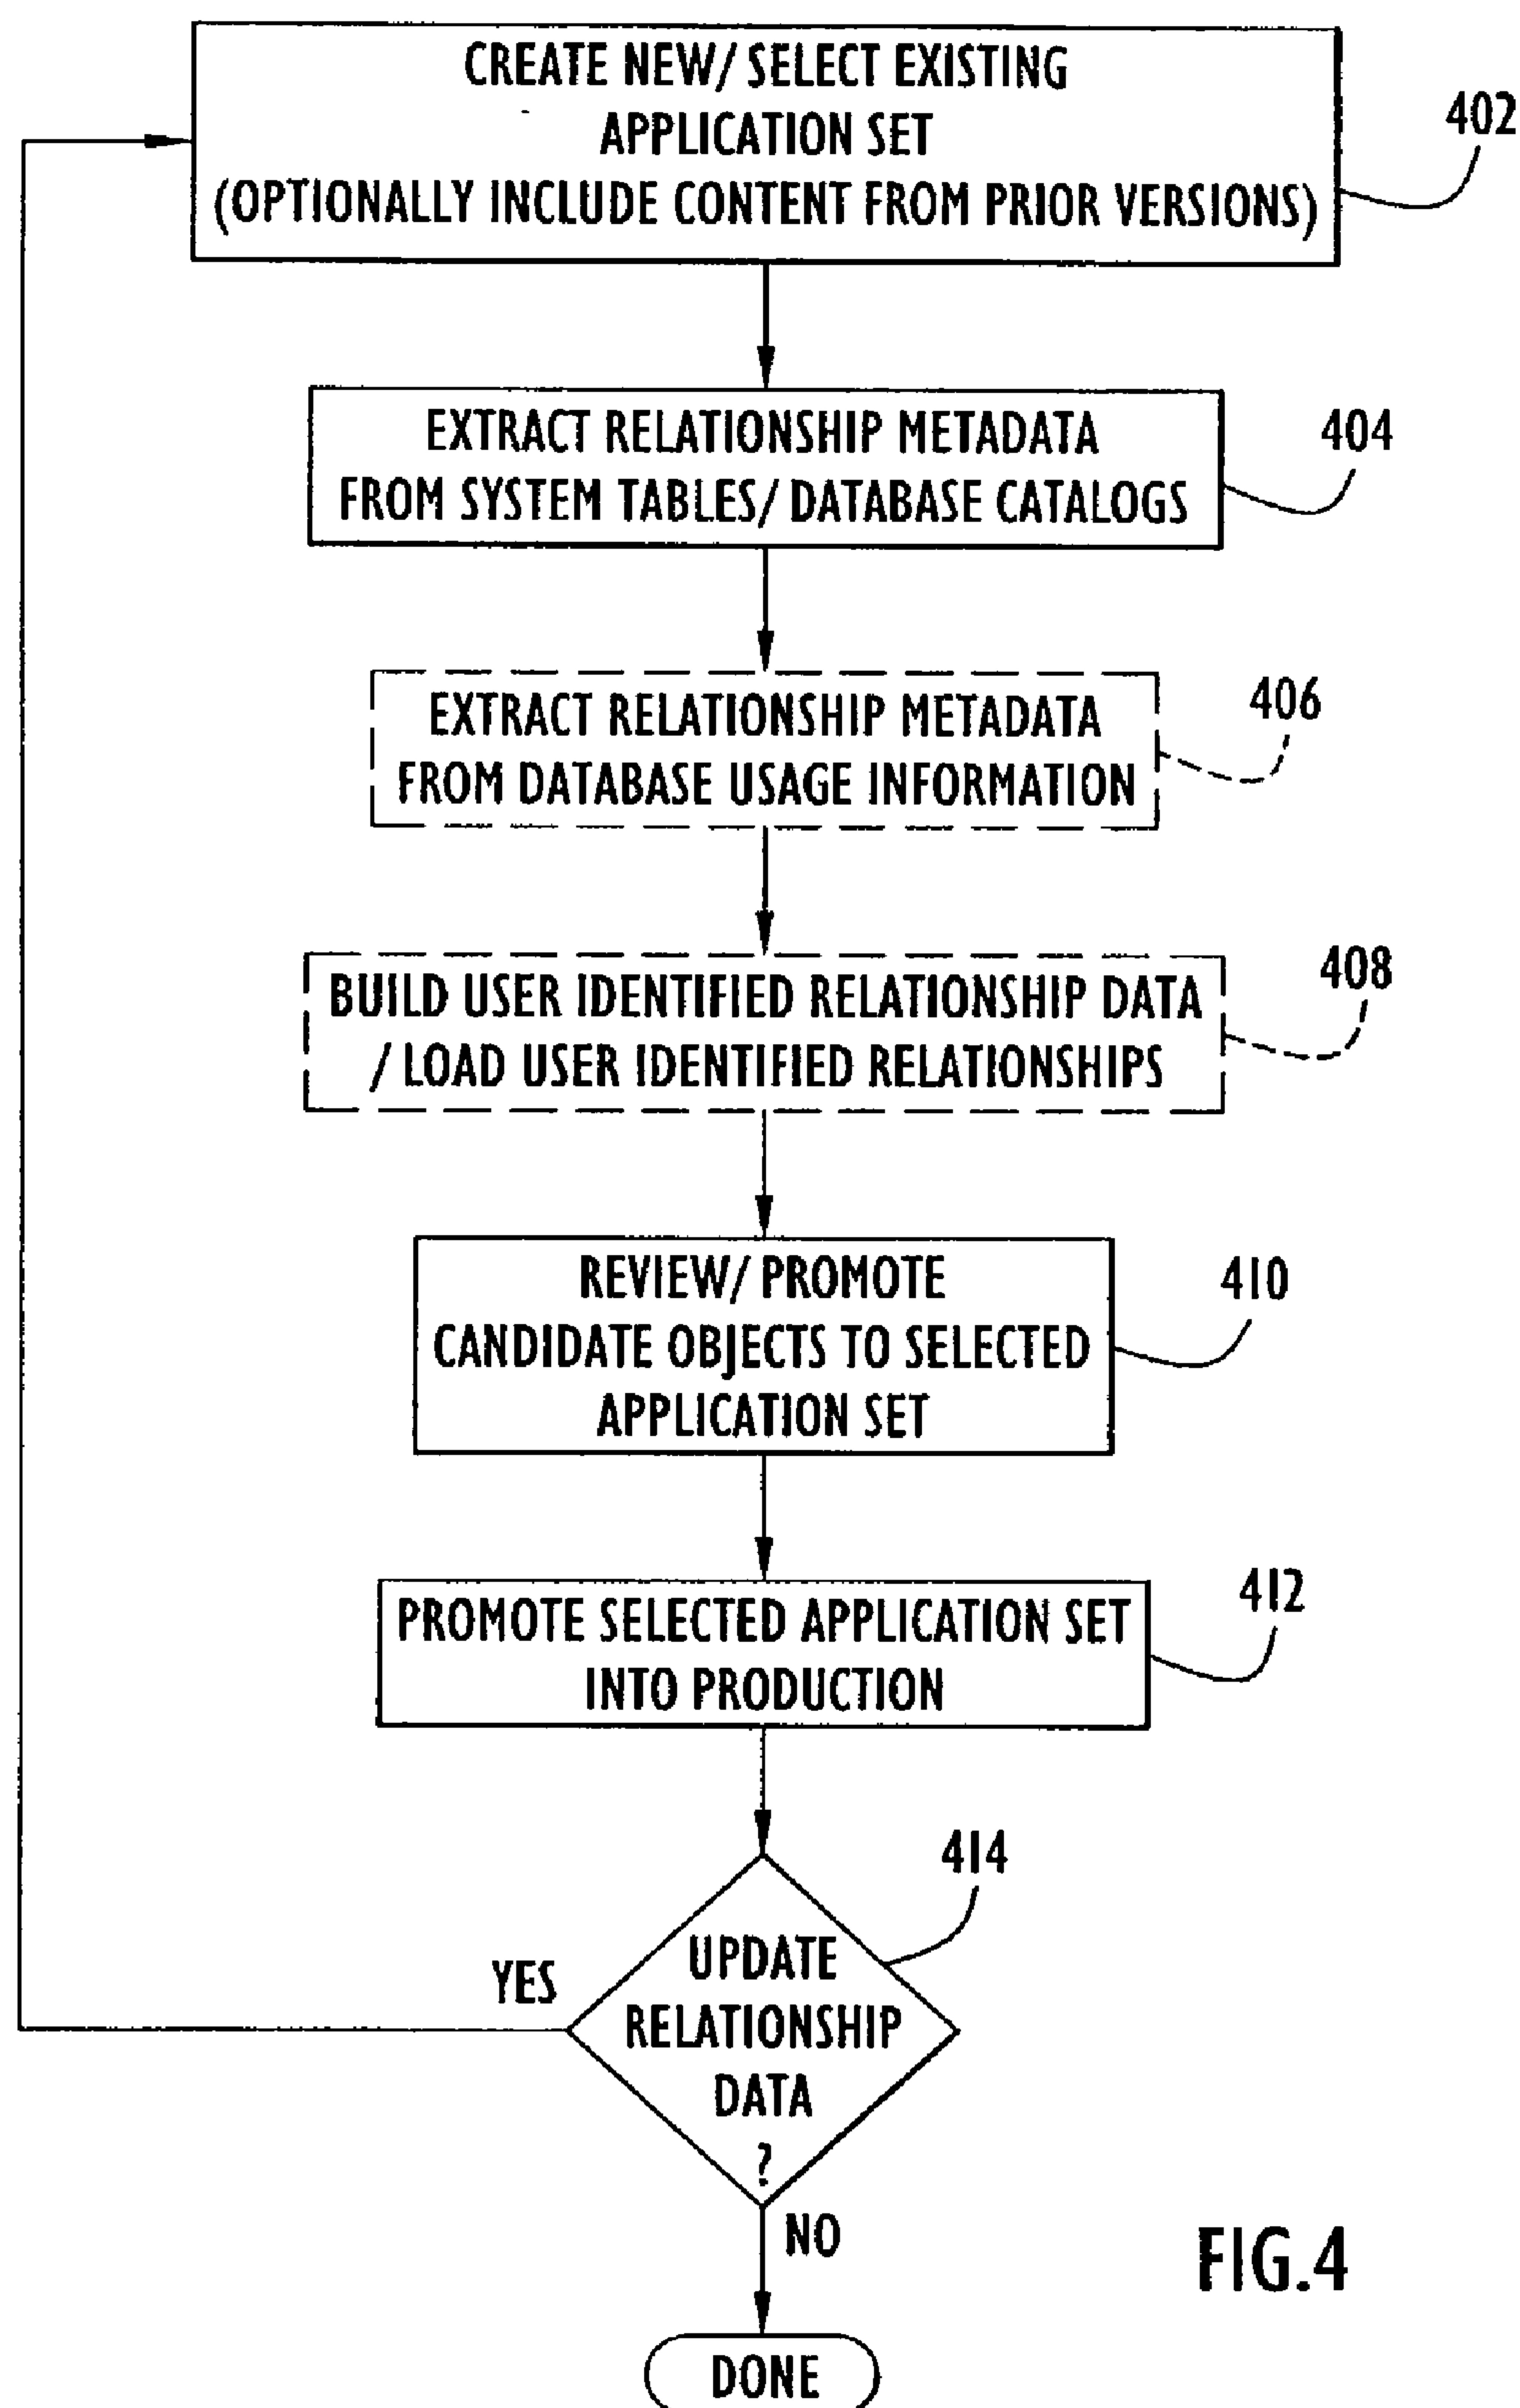 CREATE NEW/ SELECT EXISTING
APPLICATION SET
(OPTIONALLY INCLUDE CONTENT FROM PRIOR VERSIONS)
402
EXTRACT RELATIONSHIP METADATA
FROM SYSTEM TABLES/ DATABASE CATALOGS
404
EXTRACT RELATIONSHIP METADATA
FROM DATABASE USAGE INFORMATION
406
BUILD USER IDENTIFIED RELATIONSHIP DATA
/ LOAD USER IDENTIFIED RELATIONSHIPS
408
REVIEW/ PROMOTE
CANDIDATE OBJECTS TO SELECTED
APPLICATION SET
410
PROMOTE SELECTED APPLICATION SET
INTO PRODUCTION
412
414
UPDATE
RELATIONSHIP
DATA
?
YES
NO
DONE
FIG.4